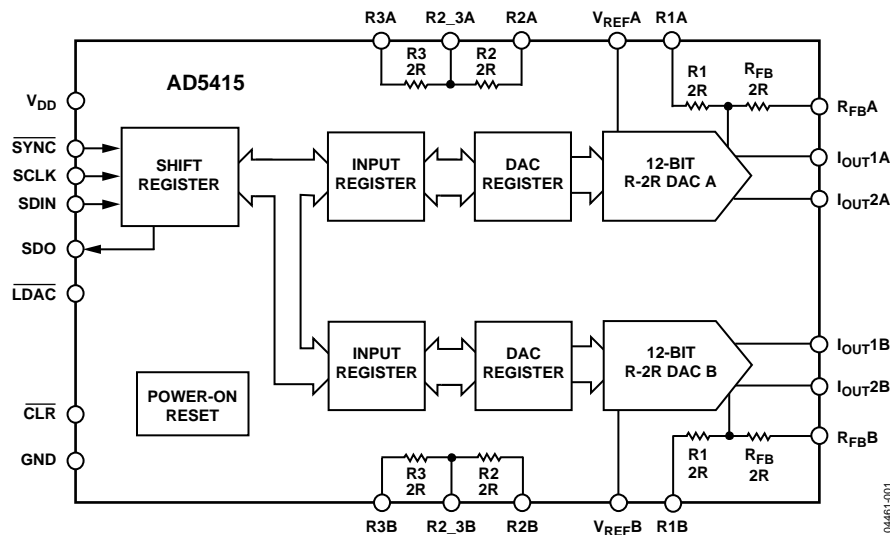 R3A R2_3A R2A VREFA R1A
R3 2R R2 2R R1 2R RFB 2R
AD5415
VDD
SYNC
SCLK
SDIN
SDO
LDAC
CLR
GND
SHIFT REGISTER
INPUT REGISTER
DAC REGISTER
12-BIT R-2R DAC A
RFBA
IOUT1A
IOUT2A
INPUT REGISTER
DAC REGISTER
12-BIT R-2R DAC B
IOUT1B
IOUT2B
RFBB
POWER-ON RESET
R3 2R R2 2R R1 2R RFB 2R
R3B R2_3B R2B VREFB R1B
04461-001